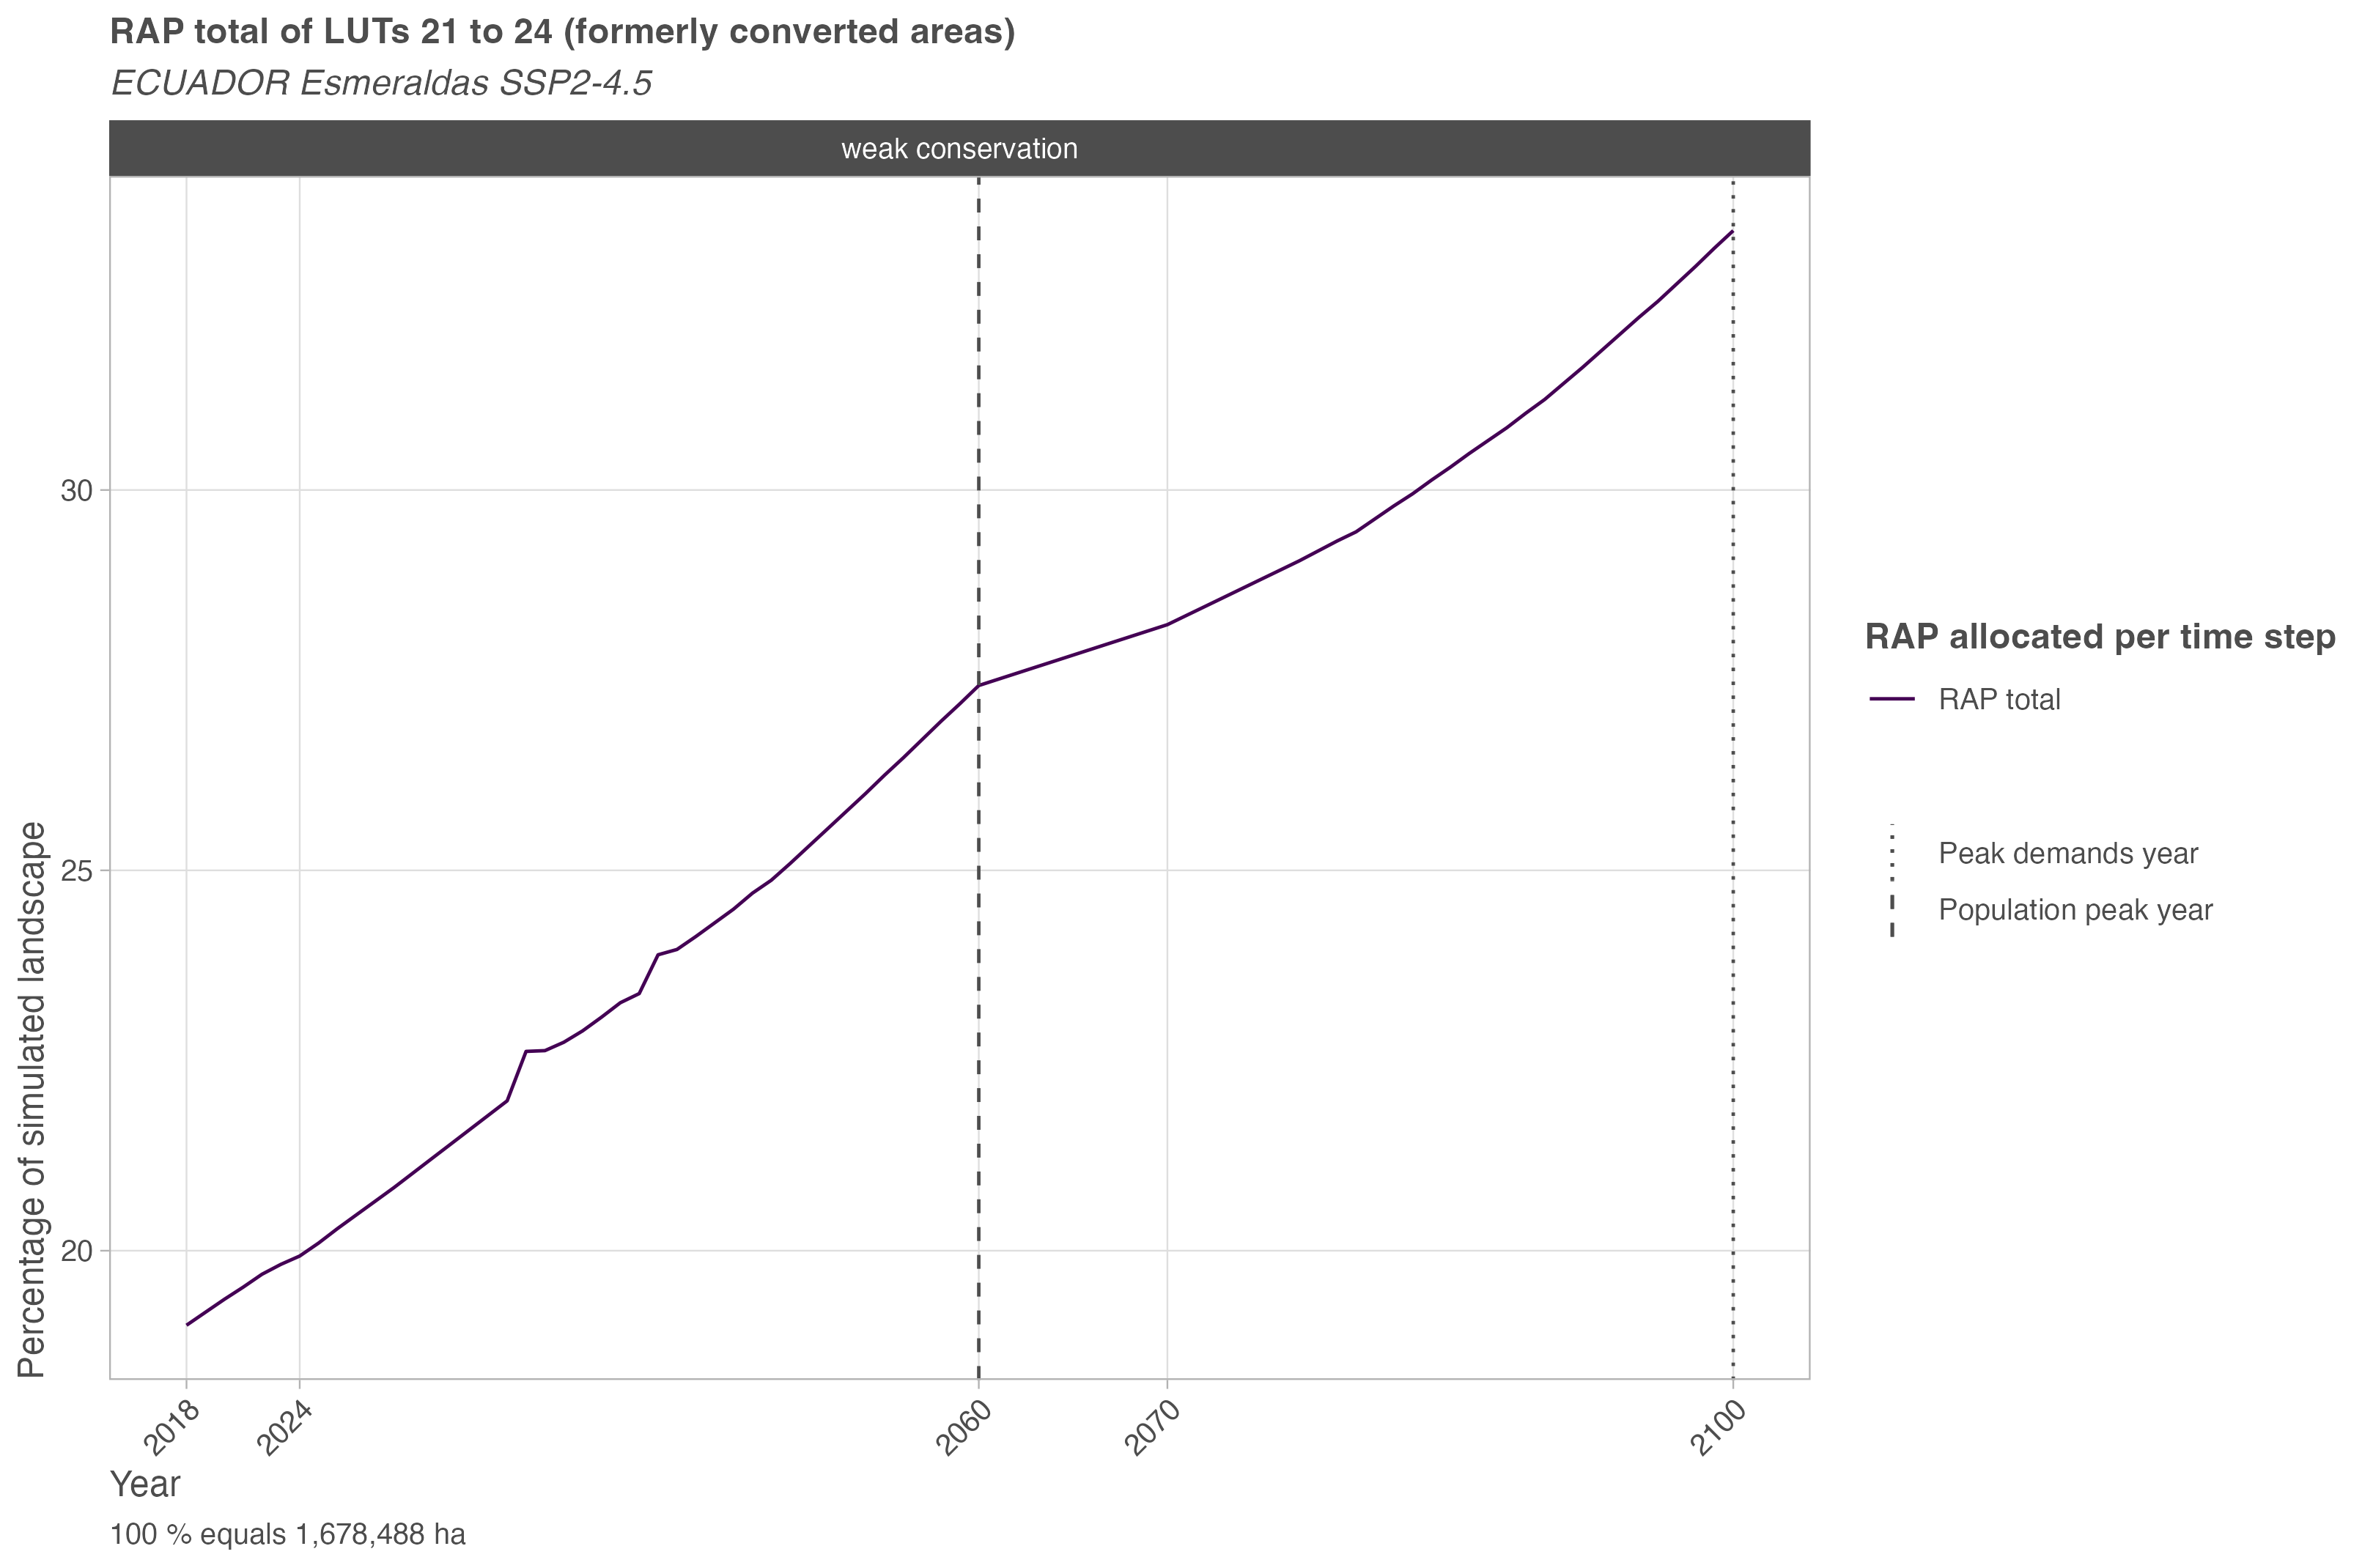 RAP total of LUTs 21 to 24 (formerly converted areas)
ECUADOR Esmeraldas SSP2-4.5
weak conservation
Percentage of simulated landscape
30
25
20
2018
2024
2060
2070
2100
Year
100 % equals 1,678,488 ha
RAP allocated per time step
RAP total
Peak demands year
Population peak year